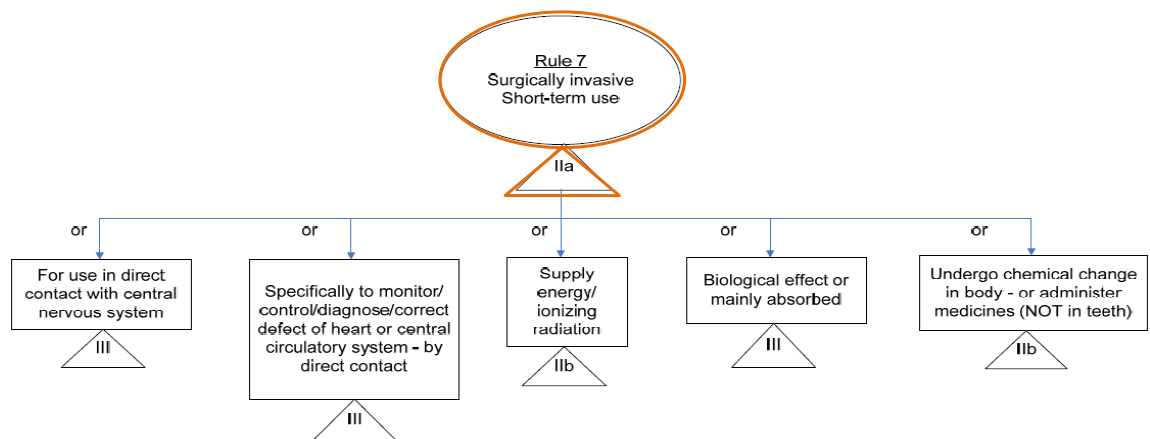 Rule 7
Surgically invasive
Short-term use
IIa
or
or
or
or
or
For use in direct
contact with central
nervous system
III
Specifically to monitor/
control/diagnose/correct
defect of heart or central
circulatory system - by
direct contact
III
Supply
energy/
ionizing
radiation
IIb
Biological effect or
mainly absorbed
III
Undergo chemical change
in body - or administer
medicines (NOT in teeth)
IIb